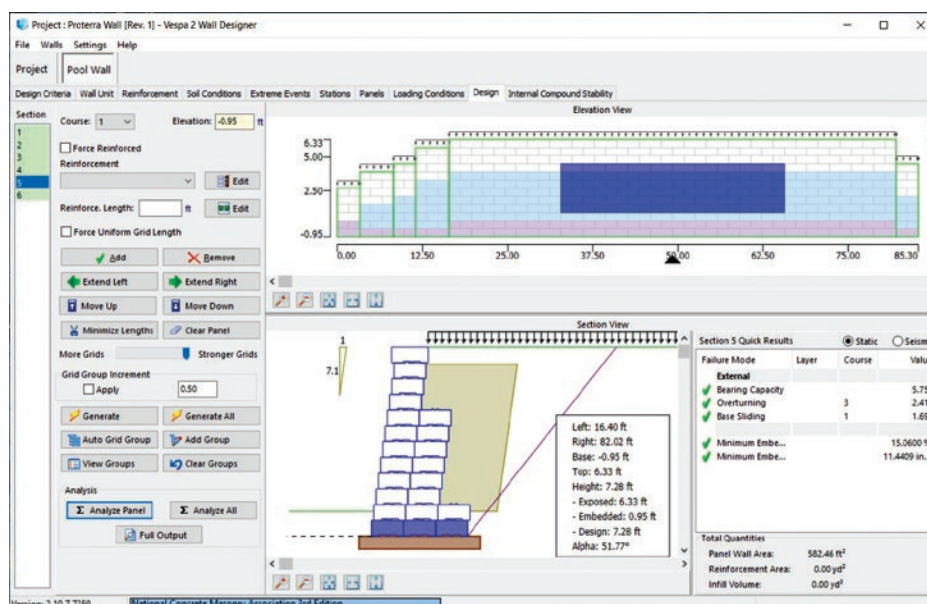 Project : Proterra Wall [Rev. 1] - Vespa 2 Wall Designer
File Walls Settings Help
Project Pool Wall
Design Criteria Wall Unit Reinforcement Soil Conditions Extreme Events Stations Panels Loading Conditions Design Internal Compound Stability
Section
1
2
3
4
5
6
Course: 1 Elevation: -0.95 ft
Force Reinforced
Reinforcement
Edit
Reinforce. Length: ft Edit
Force Uniform Grid Length
Add Remove
Extend Left Extend Right
Move Up Move Down
Minimize Lengths Clear Panel
More Grids Stronger Grids
Grid Group Increment
Apply 0.50
Generate Generate All
Auto Grid Group Add Group
View Groups Clear Groups
Analysis
Σ Analyze Panel Σ Analyze All
Full Output
Elevation View
6.33
5.00
2.50
-0.95
0.00 12.50 25.00 37.50 50.00 62.50 75.00 85.30
Section View
1
7.1
Left: 16.40 ft
Right: 82.02 ft
Base: -0.95 ft
Top: 6.33 ft
Height: 7.28 ft
- Exposed: 6.33 ft
- Embedded: 0.95 ft
- Design: 7.28 ft
Alpha: 51.77°
Section 5 Quick Results Static Seism
Failure Mode Layer Course Valu
External
Bearing Capacity 5.75
Overturning 3 2.41
Base Sliding 1 1.69
Minimum Embe... 15.0600 %
Minimum Embe... 11.4409 in.
Total Quantities
Panel Wall Area: 582.46 ft²
Reinforcement Area: 0.00 yd²
Infill Volume: 0.00 yd³
National Concrete Masonry Association 3rd Edition